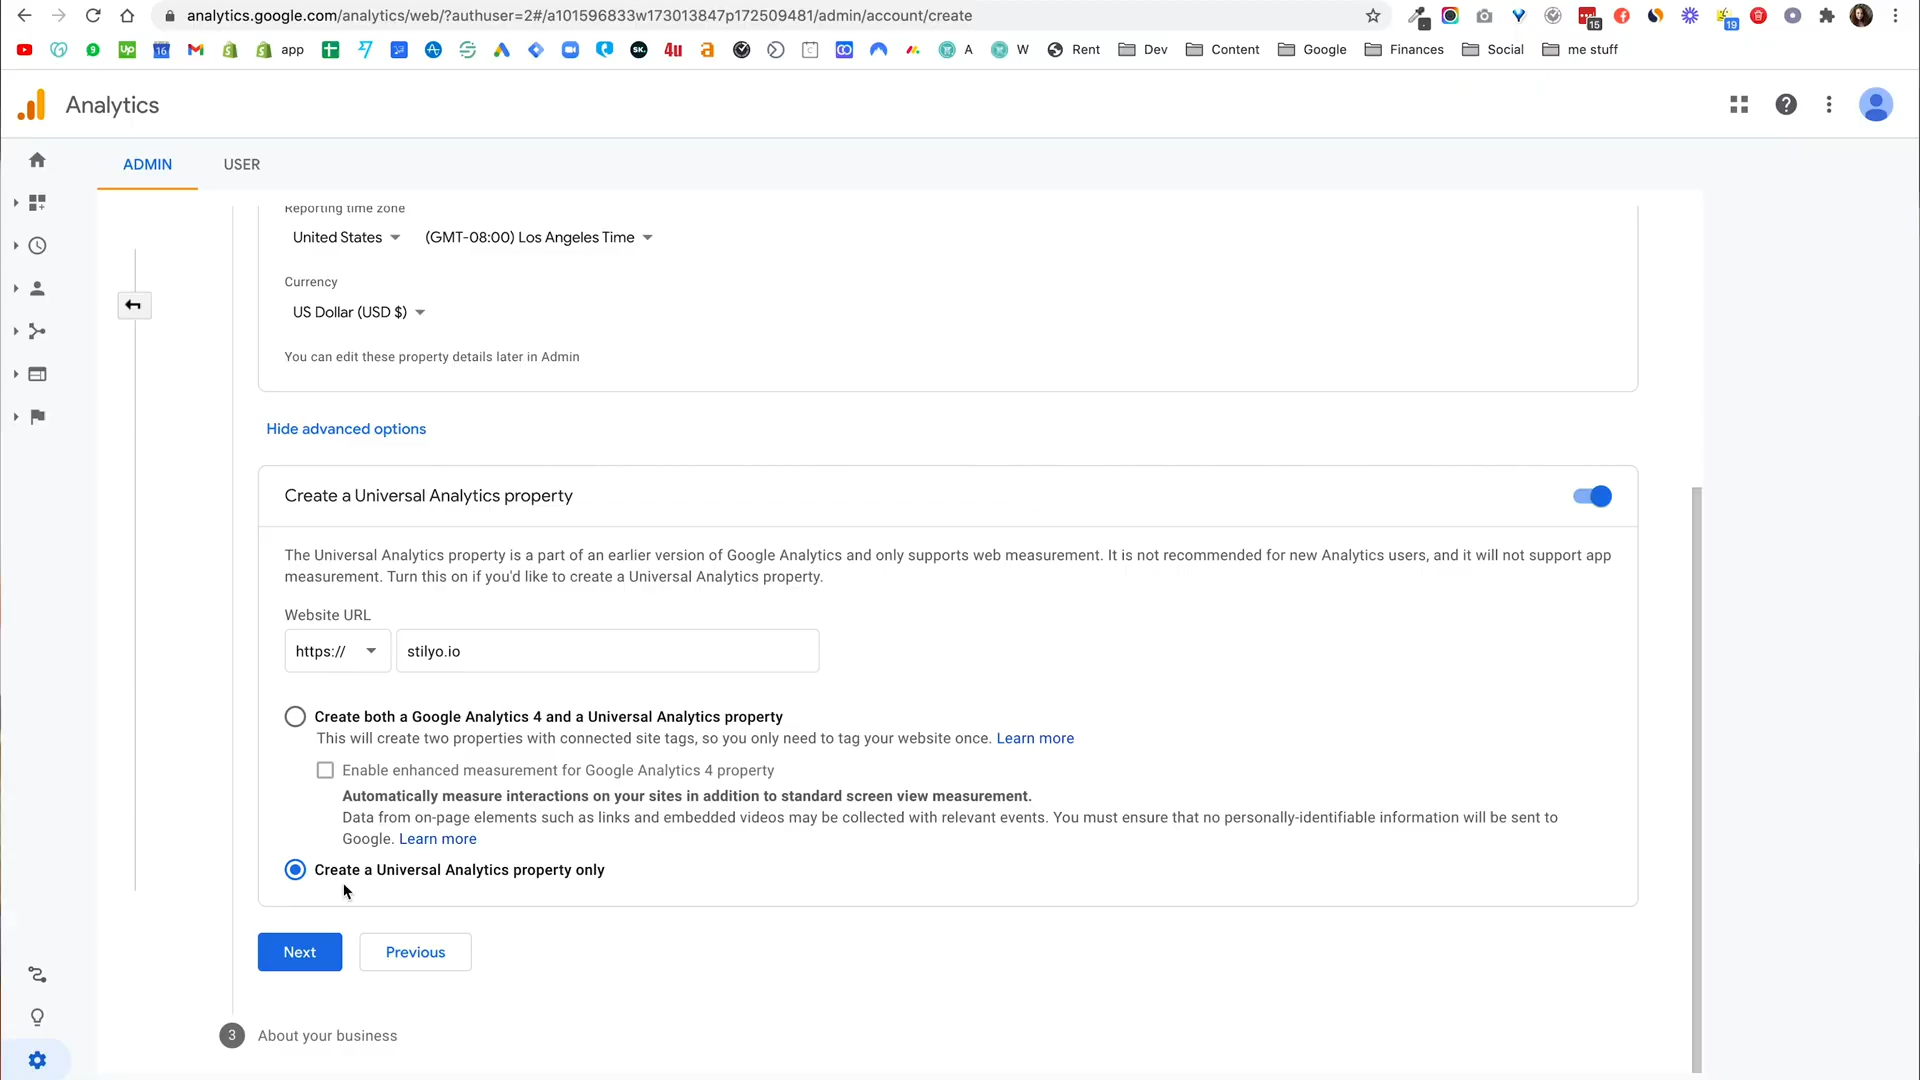 analytics.google.com/analytics/web/?authuser=2#/a101596833w173013847p172509481/admin/account/create
15
19
9
Up
16
app
SK.
4u
a
A
W
Rent
Dev
Content
Google
Finances
Social
me stuff
Analytics
ADMIN
USER
Reporting time zone
United States
(GMT-08:00) Los Angeles Time
Currency
US Dollar (USD $)
You can edit these property details later in Admin
Hide advanced options
Create a Universal Analytics property
The Universal Analytics property is a part of an earlier version of Google Analytics and only supports web measurement. It is not recommended for new Analytics users, and it will not support app
measurement. Turn this on if you'd like to create a Universal Analytics property.
Website URL
https://
stilyo.io
Create both a Google Analytics 4 and a Universal Analytics property
This will create two properties with connected site tags, so you only need to tag your website once. Learn more
Enable enhanced measurement for Google Analytics 4 property
Automatically measure interactions on your sites in addition to standard screen view measurement.
Data from on-page elements such as links and embedded videos may be collected with relevant events. You must ensure that no personally-identifiable information will be sent to
Google. Learn more
Create a Universal Analytics property only
Next
Previous
3
About your business